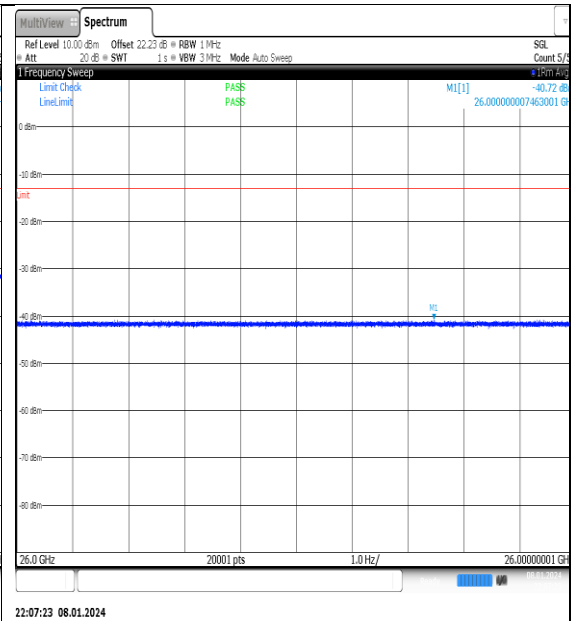 MultiView Spectrum
Ref Level 10.00 dBm Offset 22.23 dB RBW 1 MHz SGL
Att 20 dB SWT 1 s VBW 3 MHz Mode Auto Sweep Count 5/5
1 Frequency Sweep 1Rm Avg
Limit Check PASS M1[1] -40.72 dB
LineLimit PASS 26.000000007463001 GH
0 dBm
-10 dBm
Limit
-20 dBm
-30 dBm
M1
-40 dBm
-50 dBm
-60 dBm
-70 dBm
-80 dBm
26.0 GHz 20001 pts 1.0 Hz/ 26.00000001 GH
22:07:23 08.01.2024